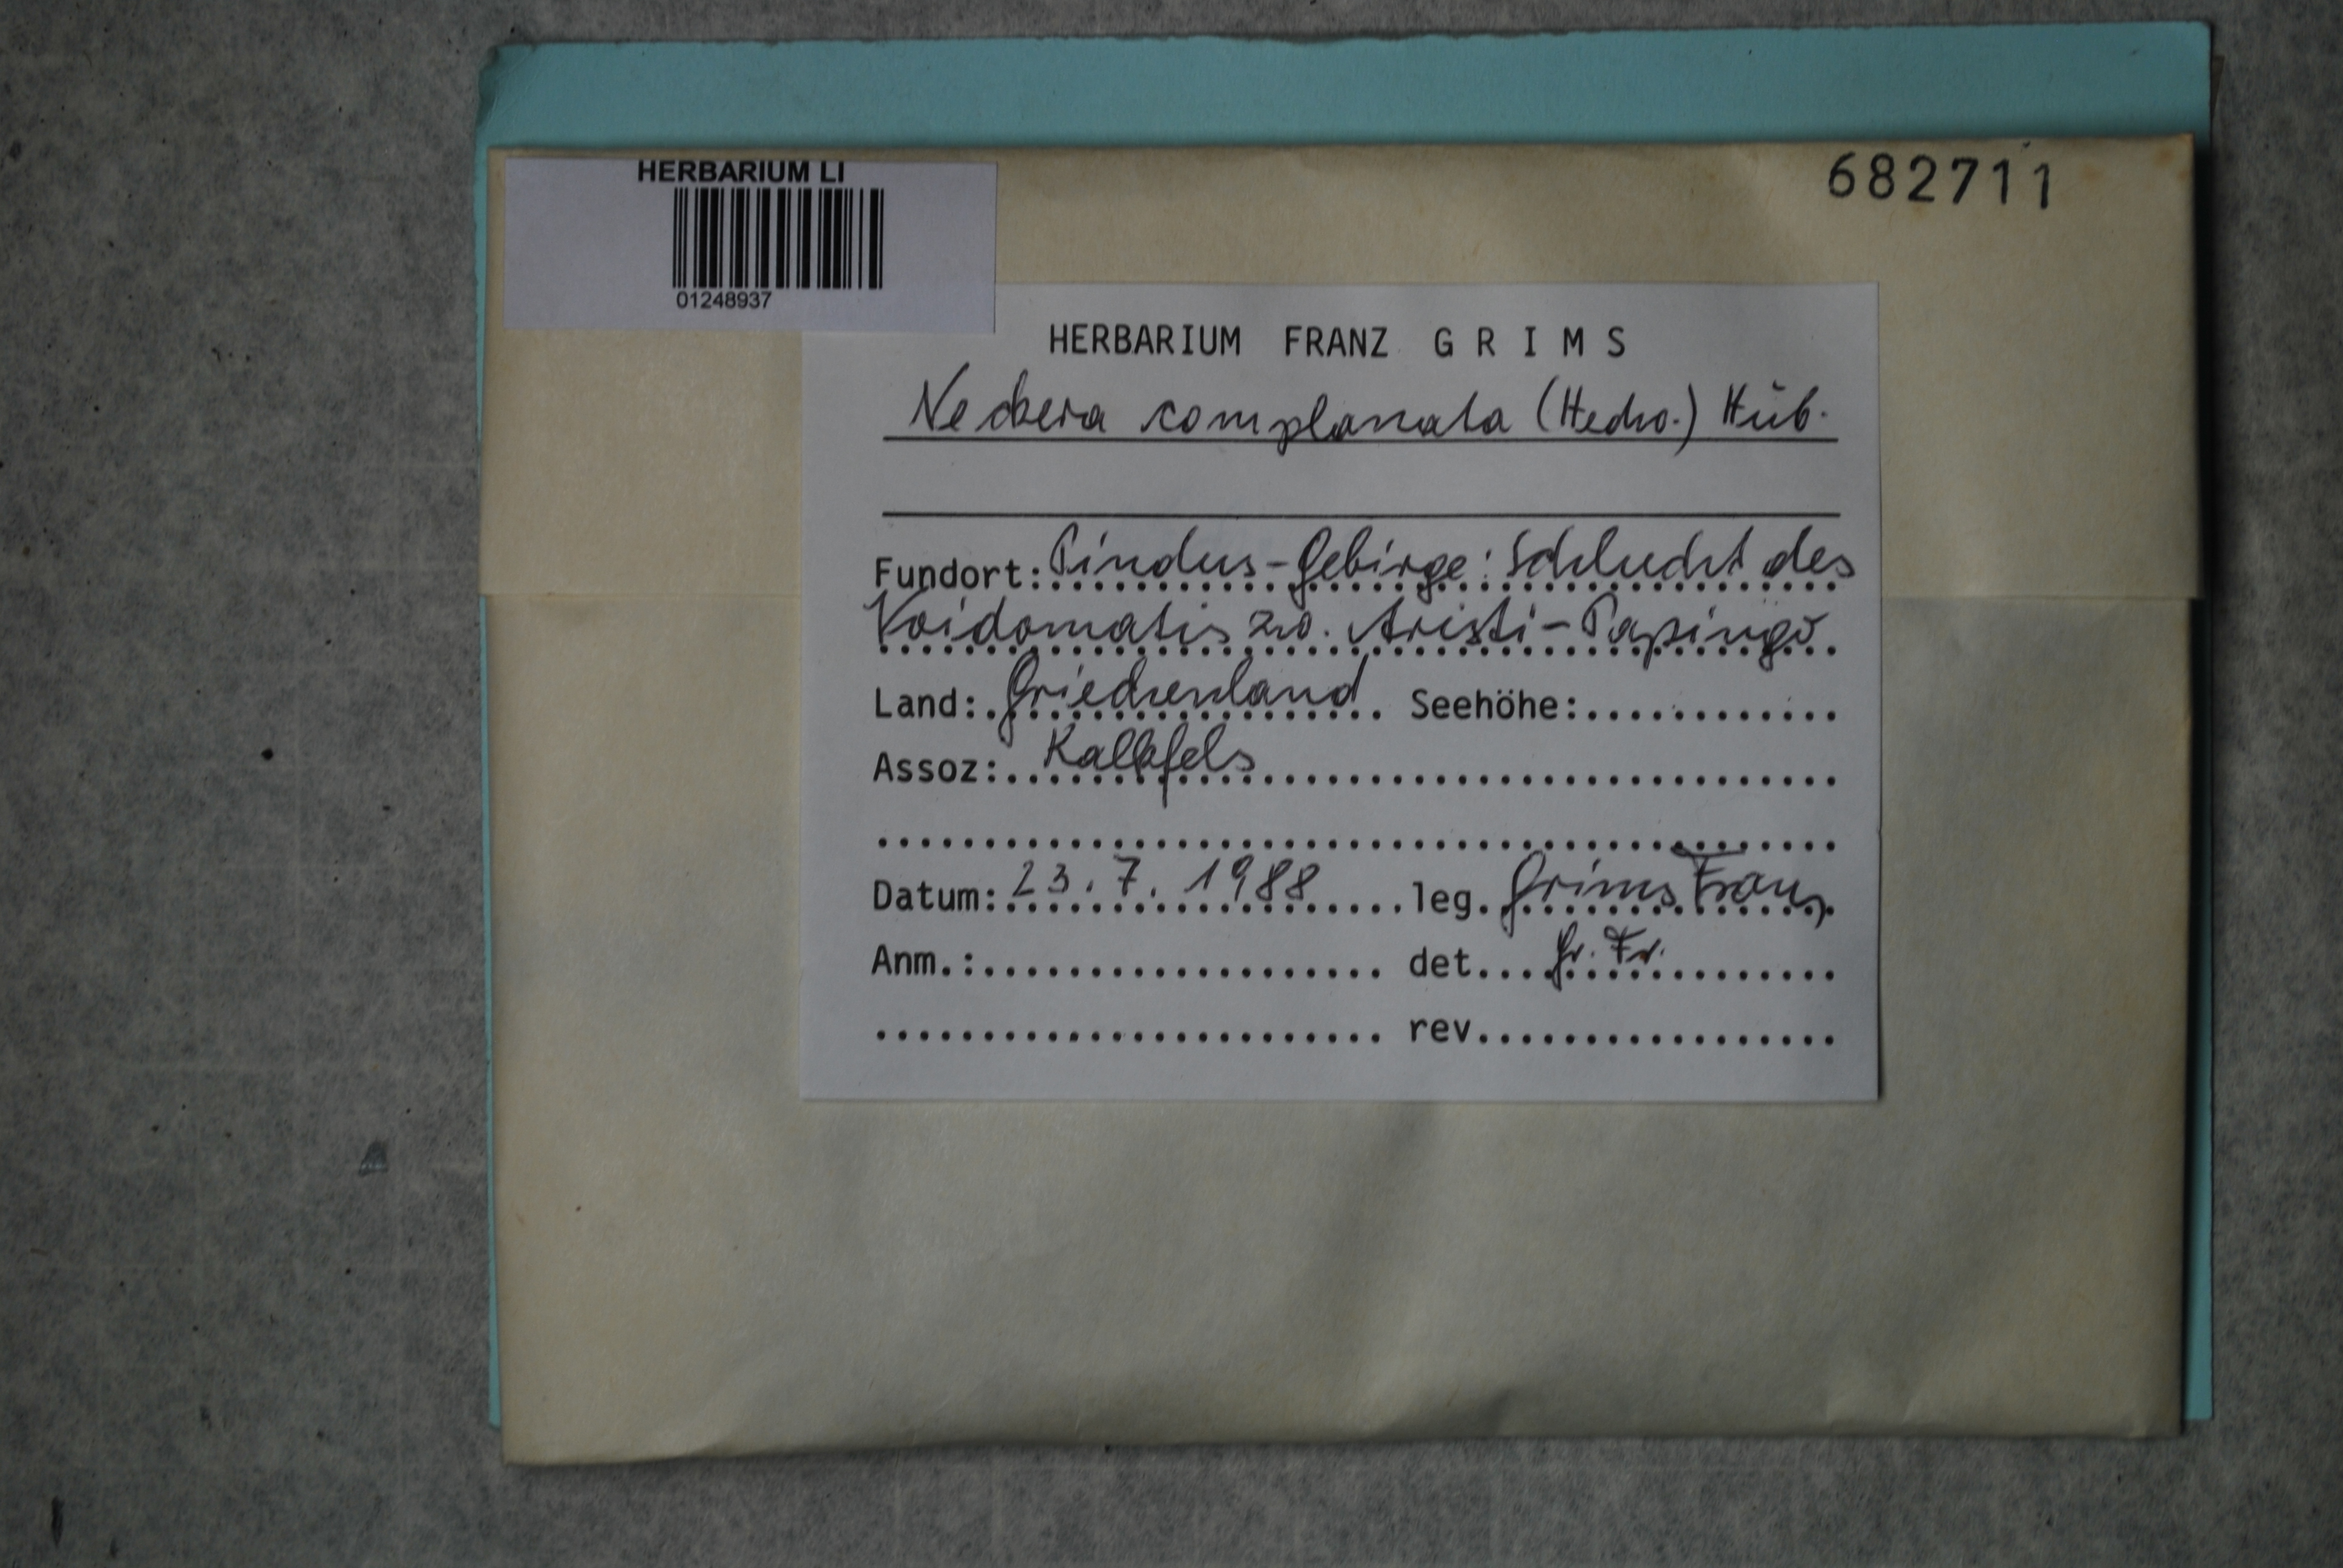 HERBARIUM LI
01248937
682711
HERBARIUM FRANZ GRIMS
Neckera complanata (Hedw.) Hüb.
Fundort: Pindus-Gebirge: Schlucht des
Voidomatis zw. Aristi-Papingo
Land: Griechenland Seehöhe:
Assoz: Kalkfels
Datum: 23.7.1988 leg. Grims Franz
Anm.: det. Gr. Fr.
rev.